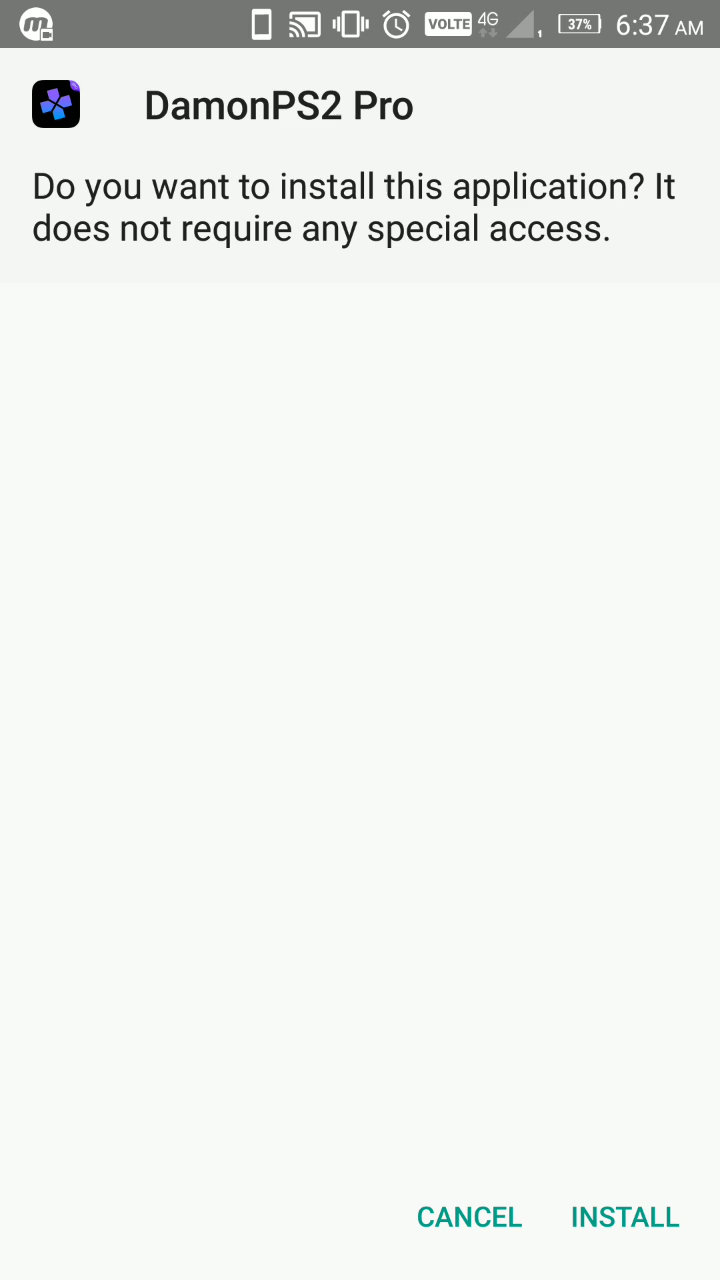 m
VOLTE 4G 37% 6:37 AM
DamonPS2 Pro
Do you want to install this application? It
does not require any special access.
CANCEL INSTALL